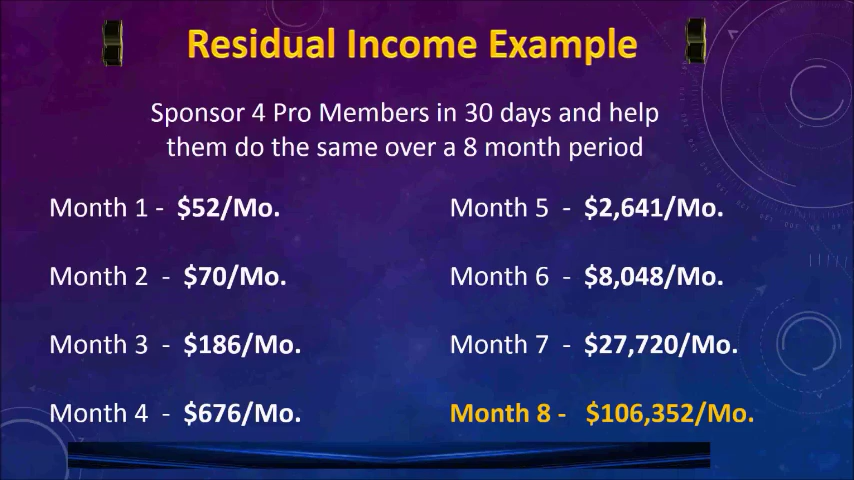 Residual Income Example
Sponsor 4 Pro Members in 30 days and help
them do the same over a 8 month period
Month 1 - $52/Mo.
Month 2 - $70/Mo.
Month 3 - $186/Mo.
Month 4 - $676/Mo.
Month 5 - $2,641/Mo.
Month 6 - $8,048/Mo.
Month 7 - $27,720/Mo.
Month 8 - $106,352/Mo.